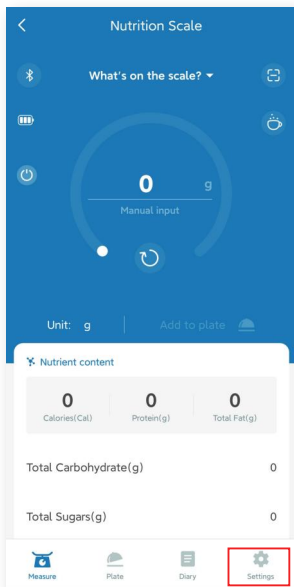 Nutrition Scale
What's on the scale?
0 g
Manual input
Unit: g Add to plate
Nutrient content
0 0 0
Calories(Cal) Protein(g) Total Fat(g)
Total Carbohydrate(g) 0
Total Sugars(g) 0
Measure Plate Diary Settings